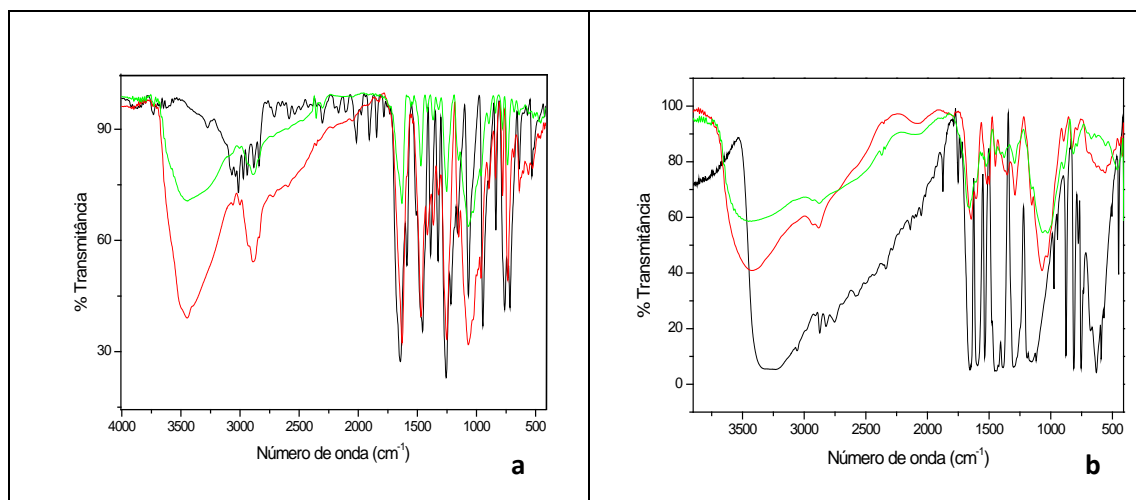 % Transmitância
90
60
30
4000 3500 3000 2500 2000 1500 1000 500
Número de onda (cm-1)
a
% Transmitância
100
80
60
40
20
0
3500 3000 2500 2000 1500 1000 500
Número de onda (cm-1)
b